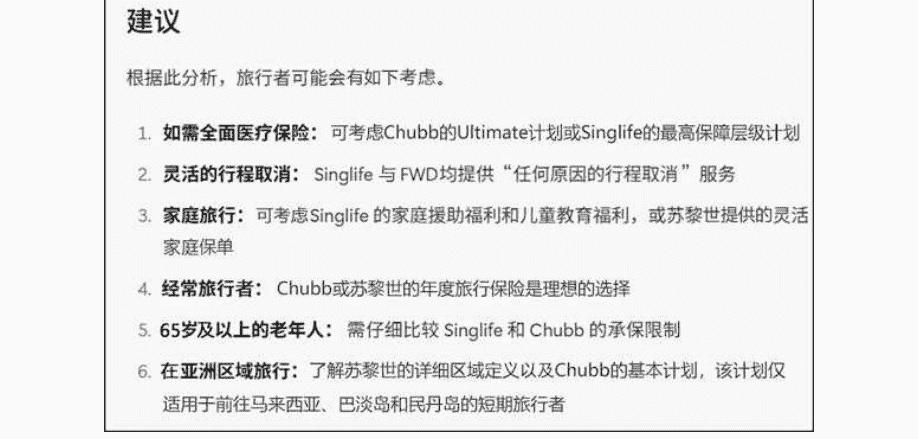 建议
根据此分析，旅行者可能会有如下考虑。
1. 如需全面医疗保险：可考虑Chubb的Ultimate计划或Singlife的最高保障层级计划
2. 灵活的行程取消： Singlife 与 FWD均提供“任何原因的行程取消”服务
3. 家庭旅行：可考虑Singlife 的家庭援助福利和儿童教育福利，或苏黎世提供的灵活
家庭保单
4. 经常旅行者： Chubb或苏黎世的年度旅行保险是理想的选择
5. 65岁及以上的老年人： 需仔细比较 Singlife 和 Chubb 的承保限制
6. 在亚洲区域旅行：了解苏黎世的详细区域定义以及Chubb的基本计划，该计划仅
适用于前往马来西亚、巴淡岛和民丹岛的短期旅行者